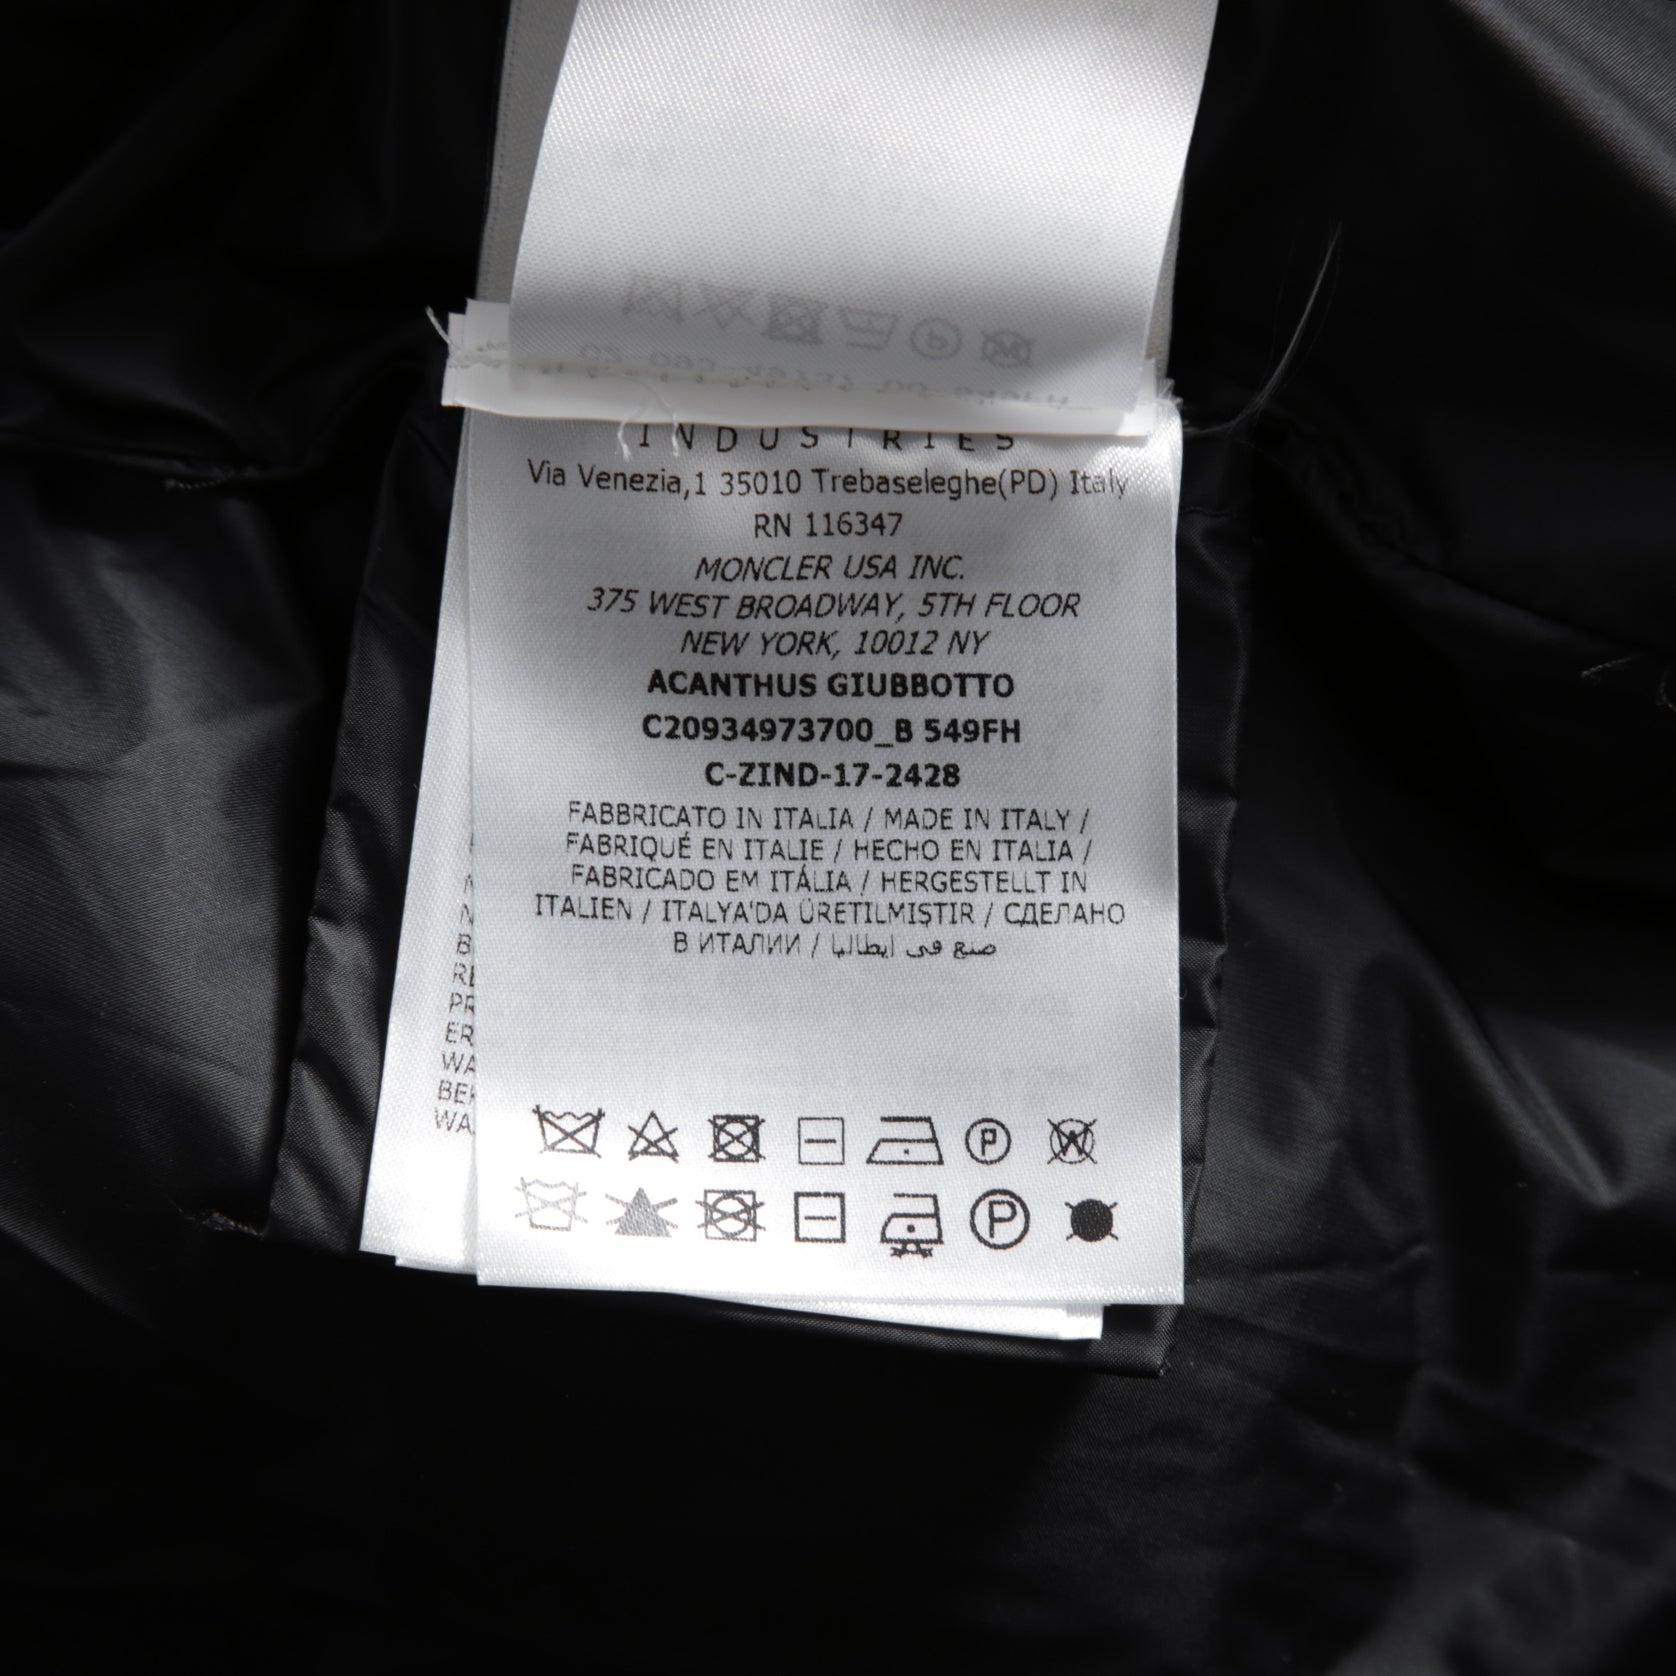 INDUSTRIES
Via Venezia,1 35010 Trebaseleghe(PD) Italy
RN 116347
MONCLER USA INC.
375 WEST BROADWAY, 5TH FLOOR
NEW YORK, 10012 NY
ACANTHUS GIUBBOTTO
C20934973700_B 549FH
C-ZIND-17-2428
FABBRICATO IN ITALIA / MADE IN ITALY /
FABRIQUÉ EN ITALIE / HECHO EN ITALIA /
FABRICADO EM ITÁLIA / HERGESTELLT IN
ITALIEN / ITALYA'DA ÜRETILMIŞTIR / СДЕЛАНО
В ИТАЛИИ / صنع في ايطاليا
P W
P